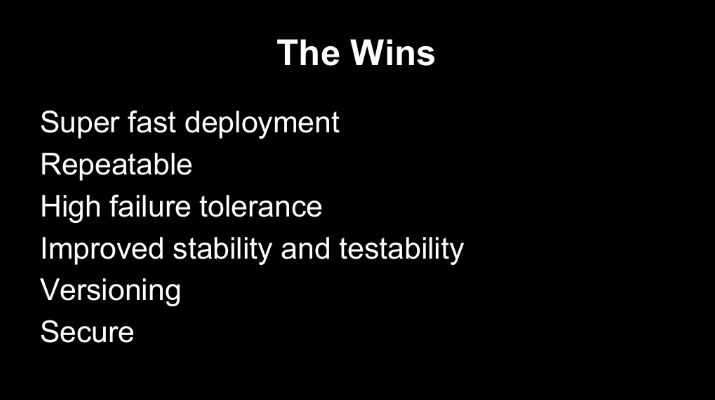 The Wins
Super fast deployment
Repeatable
High failure tolerance
Improved stability and testability
Versioning
Secure